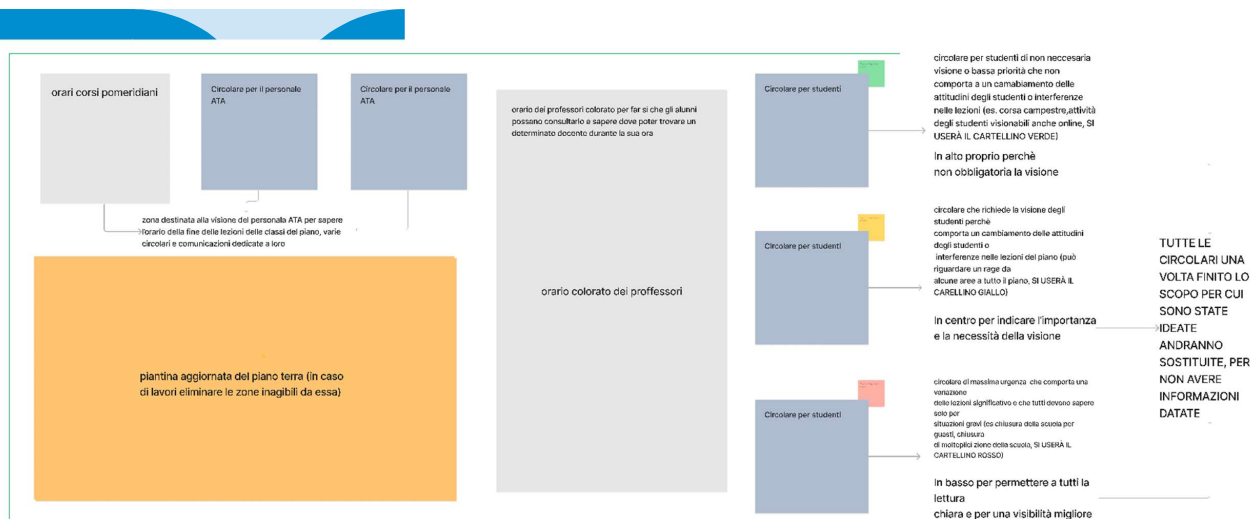 orari corsi pomeridiani
Circolare per il personale
ATA
Circolare per il personale
ATA
zona destinata alla visione del personala ATA per sapere
l'orario della fine della lezioni delle classi del piano, varie
circolari e comunicazioni dedicate a loro
piantina aggiornata del piano terra (in caso
di lavori eliminare le zone inagibili da essa)
orario dei professori colorato per far si che gli alunni
possano consultarlo e sapere dove poter trovare un
determinato docente durante la sua ora
orario colorato dei proffessori
Circolare per studenti
circolare per studenti di non neccesaria
visione o bassa priorità che non
comporta a un camabiamento delle
attitudini degli studenti o interferenze
nelle lezioni (es. corsa campestre,attività
degli studenti visionabili anche online, SI
USERÀ IL CARTELLINO VERDE)
In alto proprio perchè
non obbligatoria la visione
Circolare per studenti
circolare che richiede la visione degli
studenti perchè
comporta un cambiamento delle attitudini
degli studenti o
interferenze nelle lezioni del piano (può
riguardare un rage da
alcune aree a tutto il piano, SI USERÀ IL
CARELLINO GIALLO)
In centro per indicare l'importanza
e la necessità della visione
Circolare per studenti
circolare di massima urgenza che comporta una
variazione
delle lezioni significativo e che tutti devono sapere
solo per
situazioni gravi (es chiusura della scuola per
guasti, chiusura
di molteplici zione della scuola, SI USERÀ IL
CARTELLINO ROSSO)
In basso per permettere a tutti la
lettura
chiara e per una visibilità migliore
TUTTE LE
CIRCOLARI UNA
VOLTA FINITO LO
SCOPO PER CUI
SONO STATE
IDEATE
ANDRANNO
SOSTITUITE, PER
NON AVERE
INFORMAZIONI
DATATE